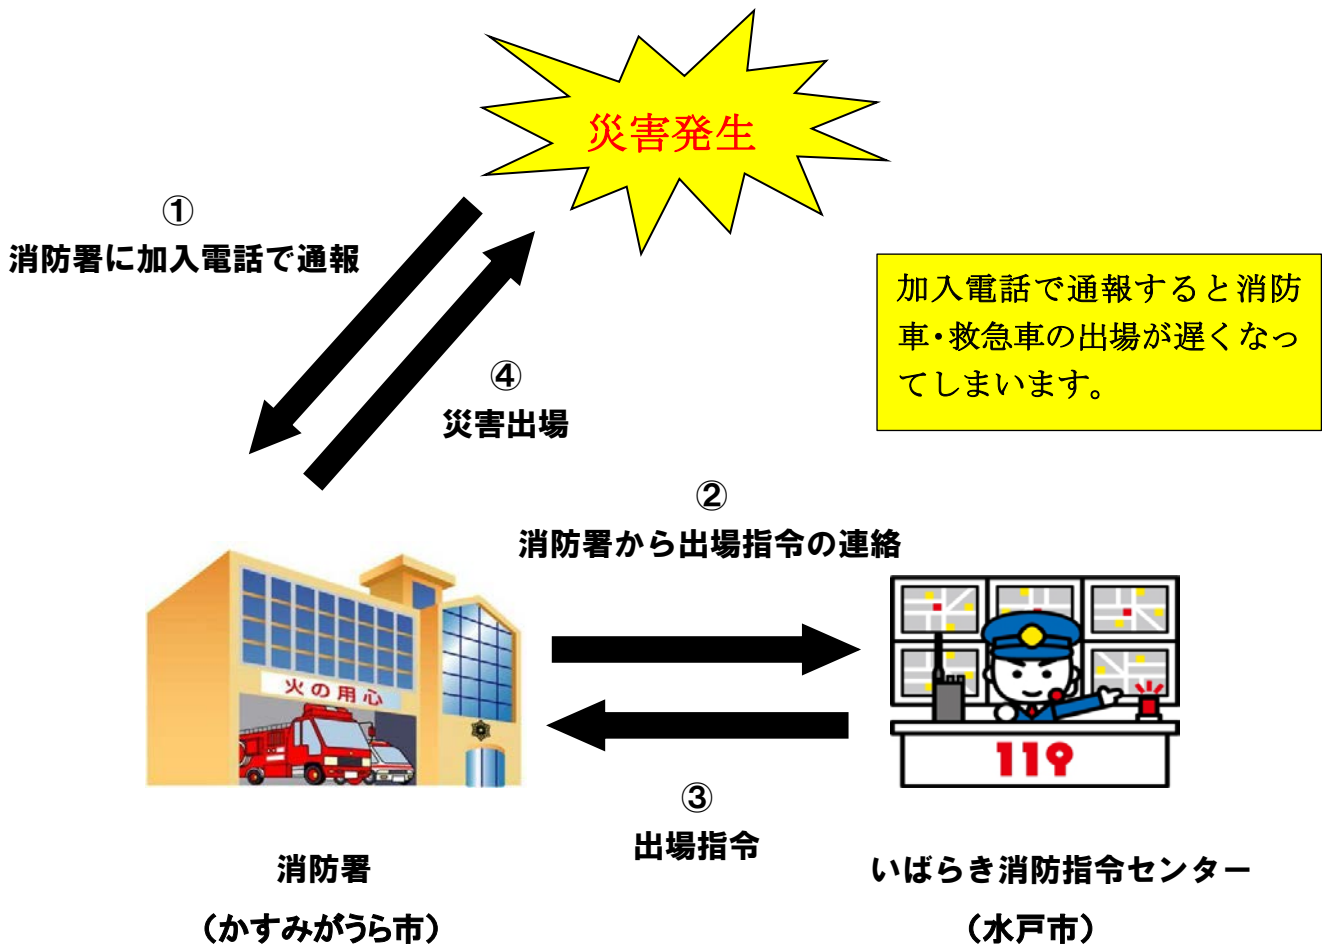 災害発生
①
消防署に加入電話で通報
加入電話で通報すると消防
車・救急車の出場が遅くなっ
てしまいます。
④
災害出場
②
消防署から出場指令の連絡
火の用心
119
③
出場指令
消防署
（かすみがうら市）
いばらき消防指令センター
（水戸市）